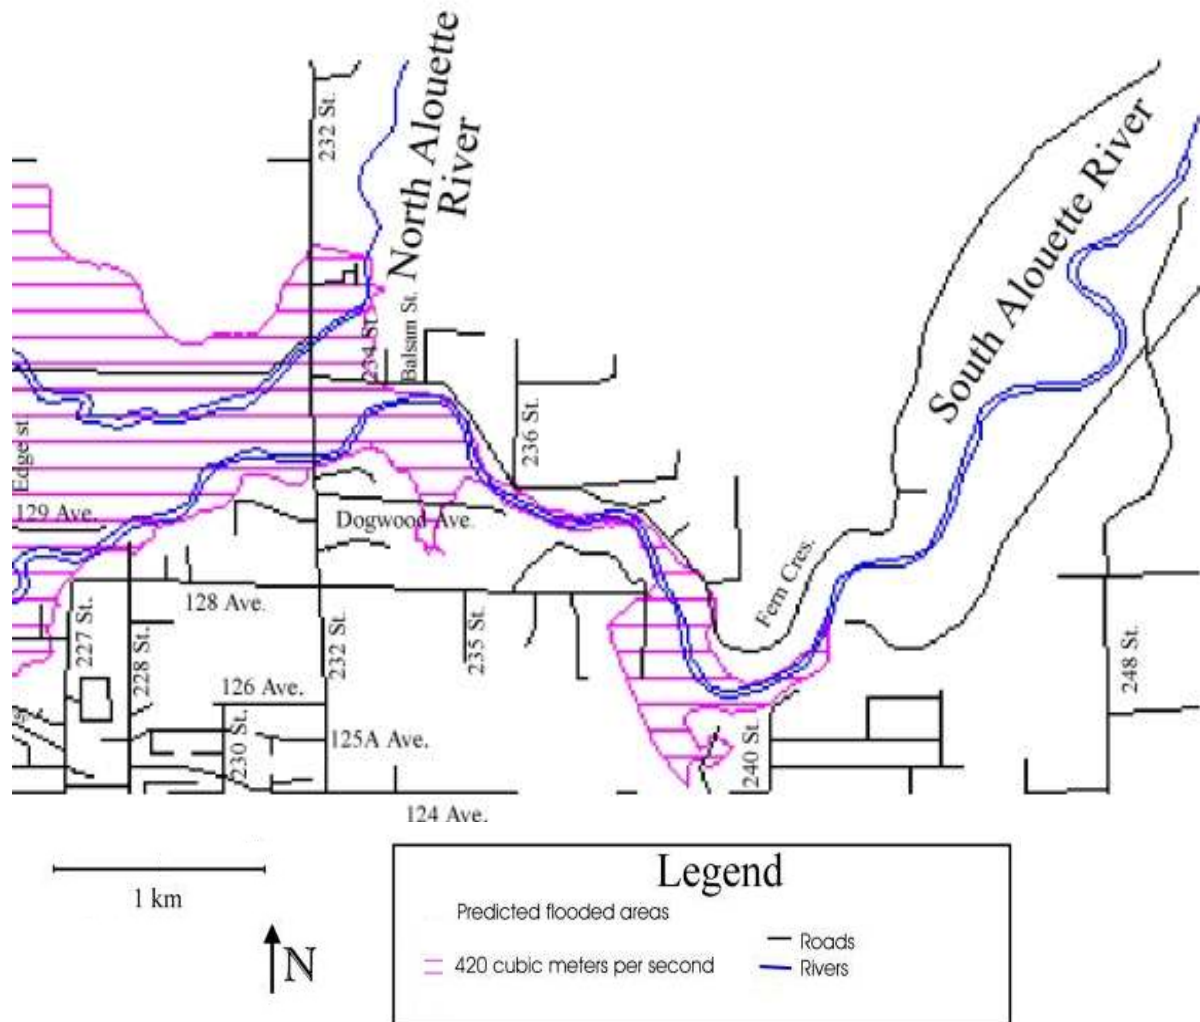 232 St.
North Alouette
River
South Alouette River
234 St.
Balsam St.
236 St.
Edge st.
129 Ave.
Dogwood Ave.
Fern Cres.
128 Ave.
227 St.
228 St.
232 St.
235 St.
248 St.
126 Ave.
230 St.
125A Ave.
240 St.
124 Ave.
1 km
N
Legend
Predicted flooded areas
420 cubic meters per second
Roads
Rivers